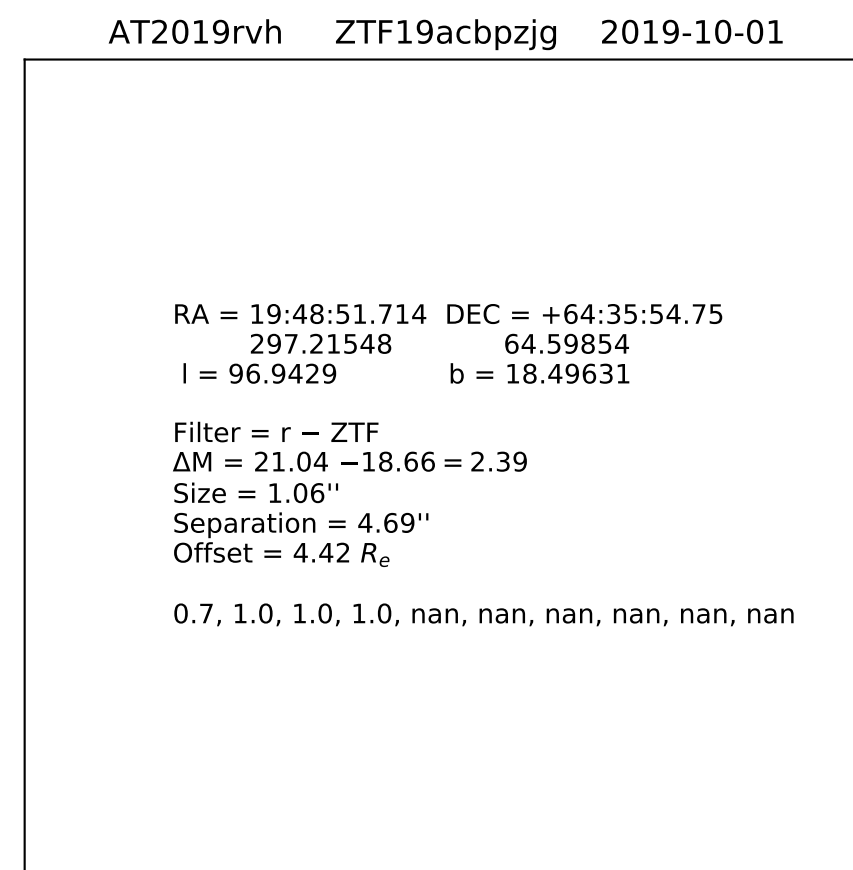 AT2019rvh ZTF19acbpzjg 2019-10-01
RA = 19:48:51.714 DEC = +64:35:54.75
297.21548 64.59854
l = 96.9429 b = 18.49631
Filter = r − ZTF
ΔM = 21.04 −18.66 = 2.39
Size = 1.06''
Separation = 4.69''
Offset = 4.42 Rₑ
0.7, 1.0, 1.0, 1.0, nan, nan, nan, nan, nan, nan